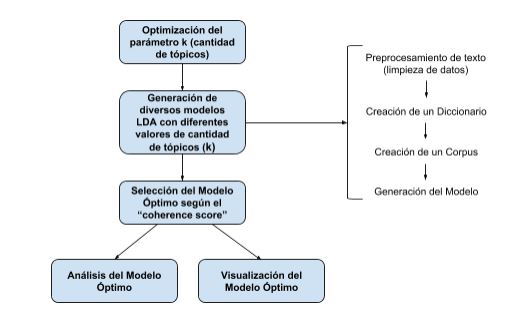 Optimización del
parámetro k (cantidad
de tópicos)
Generación de
diversos modelos
LDA con diferentes
valores de cantidad
de tópicos (k)
Selección del Modelo
Óptimo según el
“coherence score”
Análisis del Modelo
Óptimo
Visualización del
Modelo Óptimo
Preprocesamiento de texto
(limpieza de datos)
Creación de un Diccionario
Creación de un Corpus
Generación del Modelo